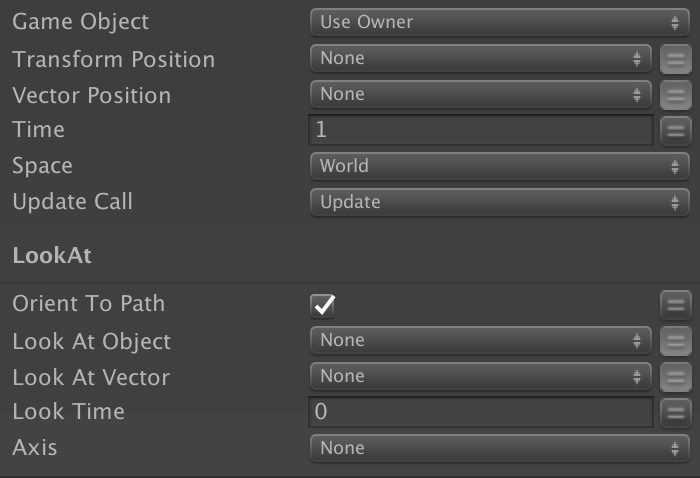 Game Object Use Owner
Transform Position None
Vector Position None
Time 1
Space World
Update Call Update
LookAt
Orient To Path
Look At Object None
Look At Vector None
Look Time 0
Axis None